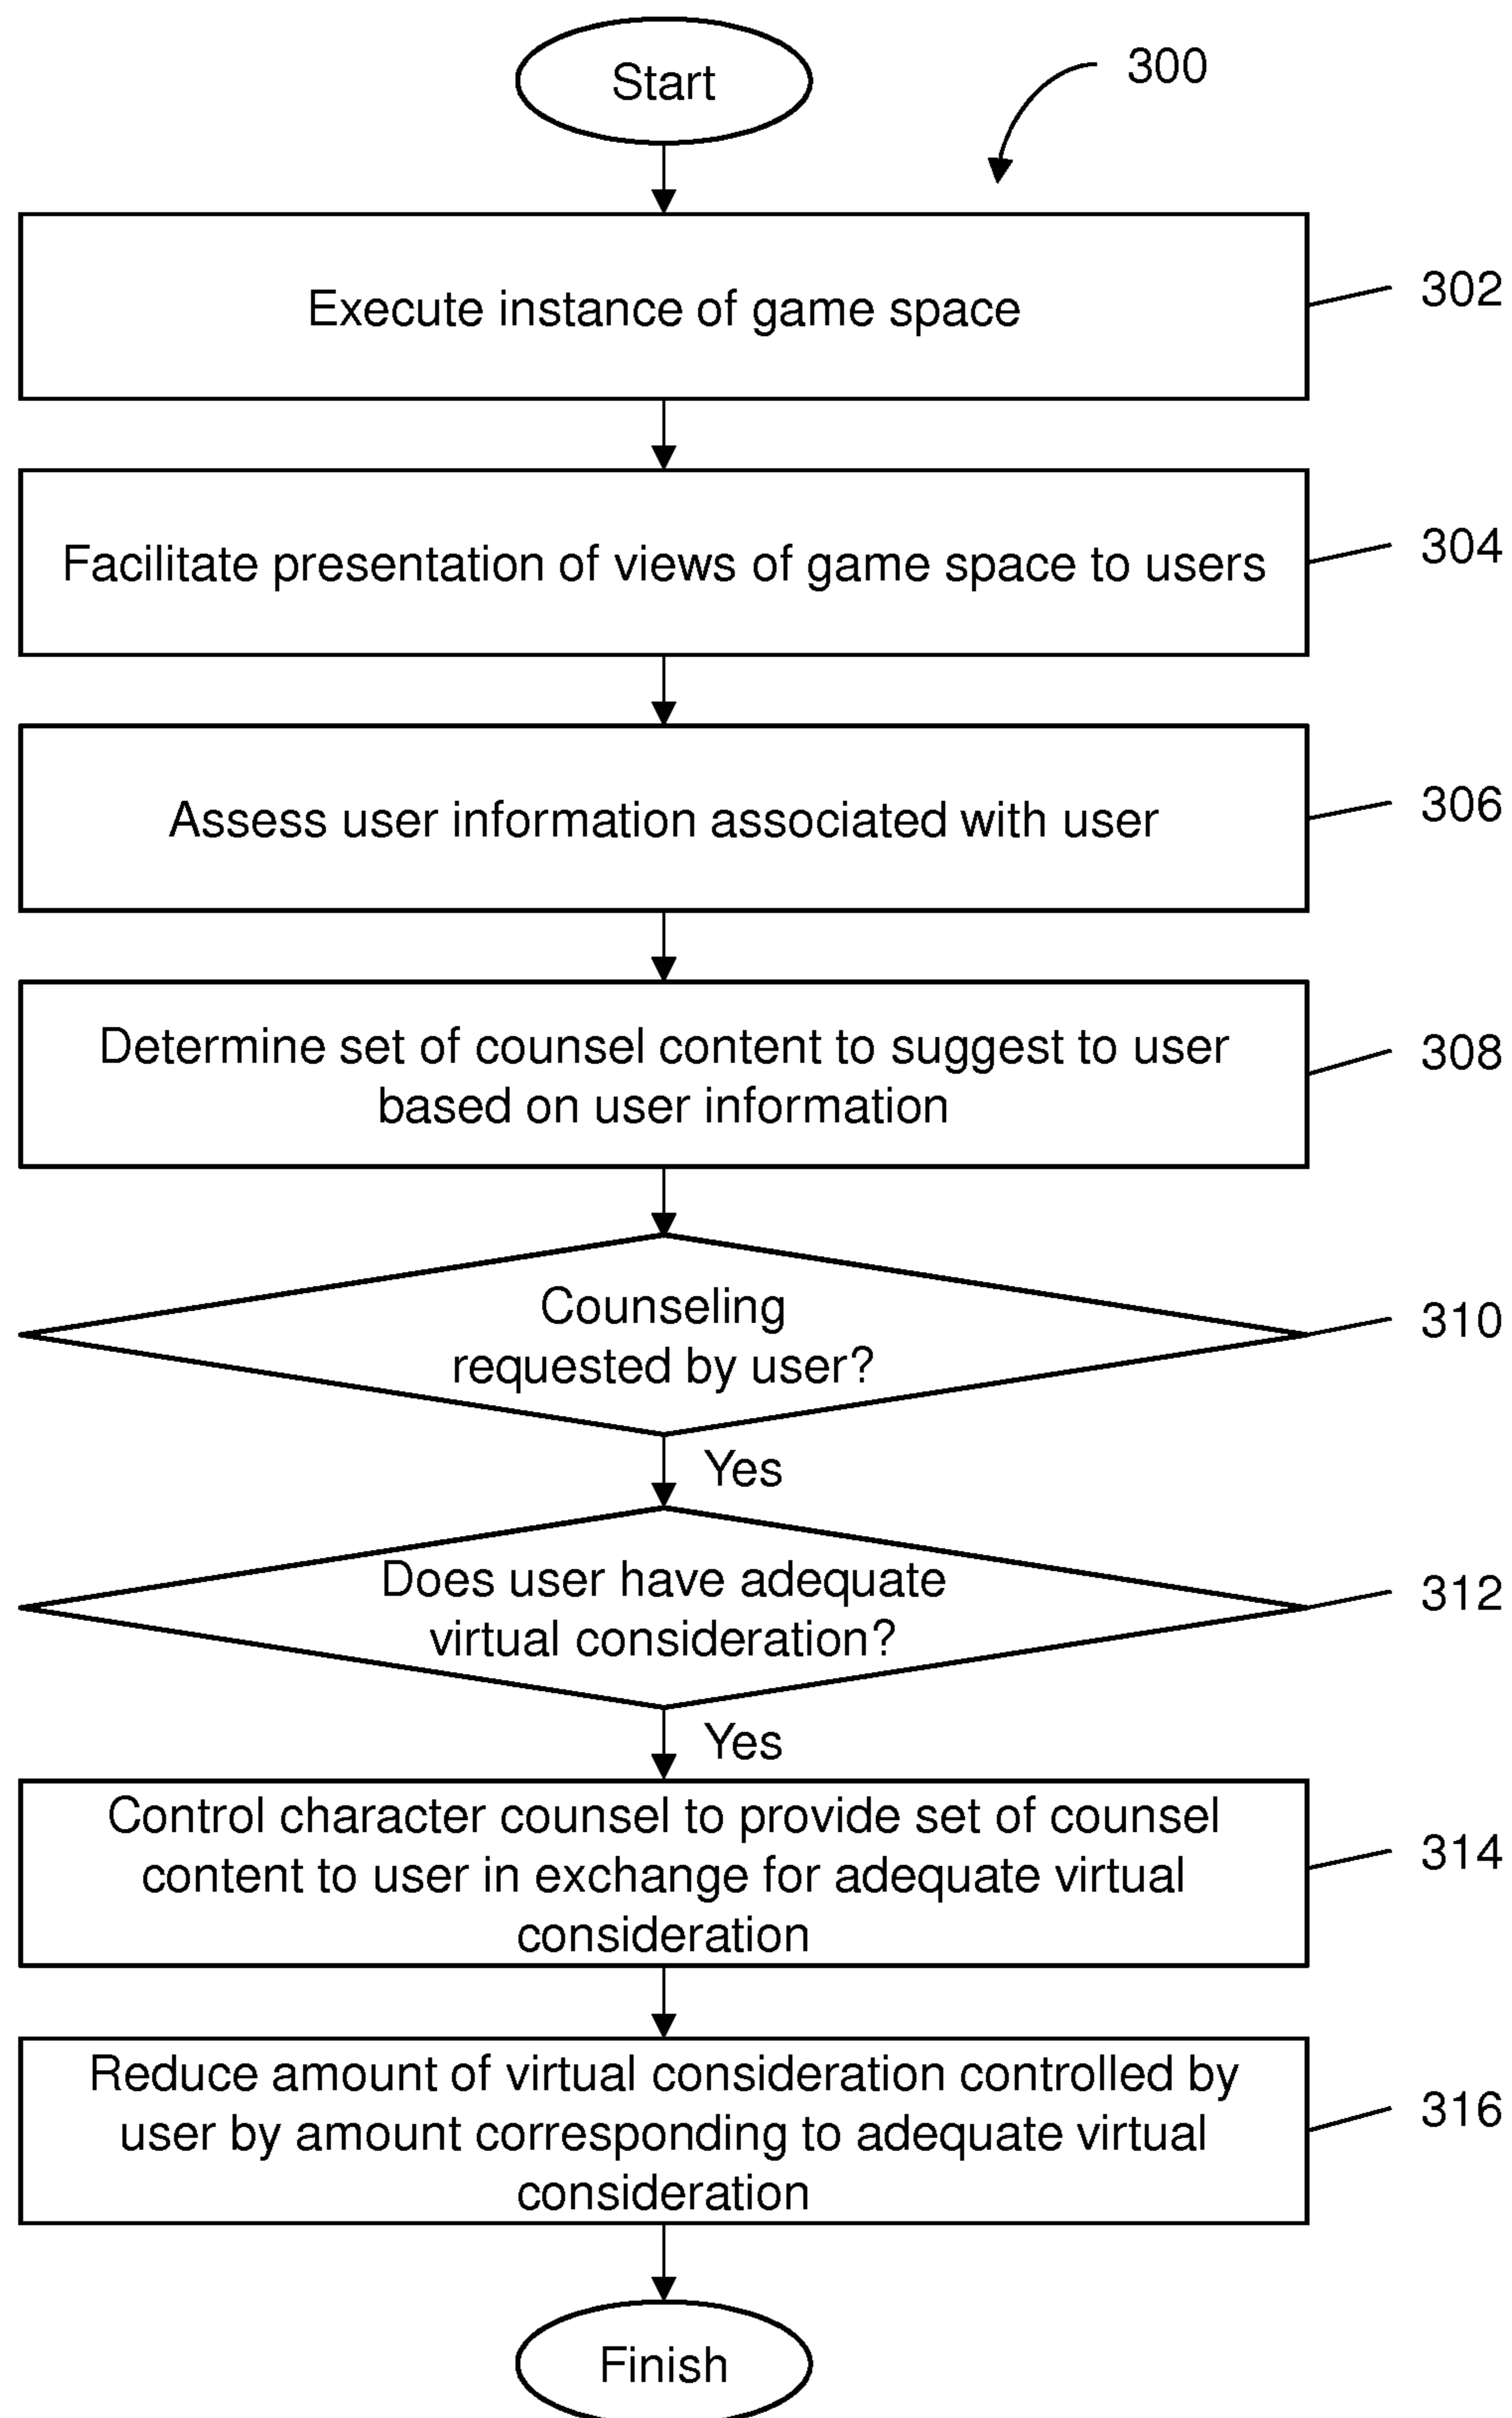 Start
300
Execute instance of game space
302
Facilitate presentation of views of game space to users
304
Assess user information associated with user
306
Determine set of counsel content to suggest to user
based on user information
308
Counseling
requested by user?
310
Yes
Does user have adequate
virtual consideration?
312
Yes
Control character counsel to provide set of counsel
content to user in exchange for adequate virtual
consideration
314
Reduce amount of virtual consideration controlled by
user by amount corresponding to adequate virtual
consideration
316
Finish